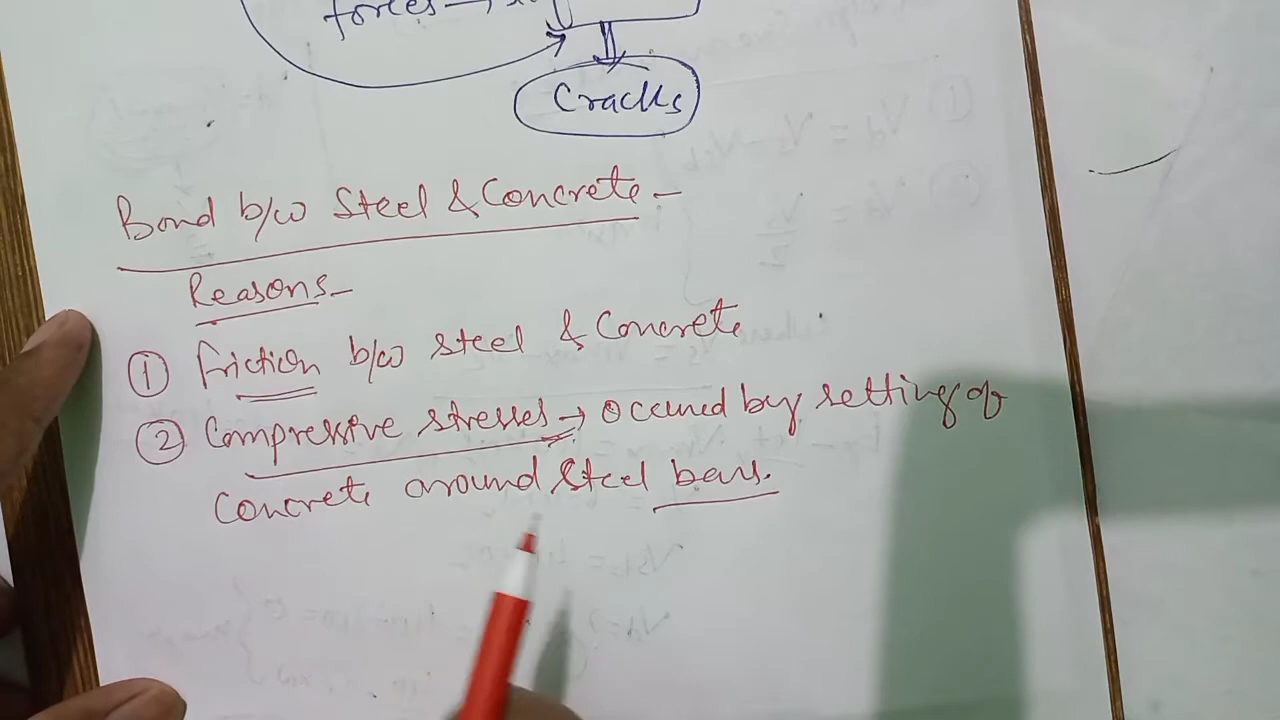 forces →
Cracks
Bond b/w Steel & Concrete -
Reasons -
① Friction b/w steel & Concrete
② Compressive stresses → Occured by setting of
Concrete around Steel bars.